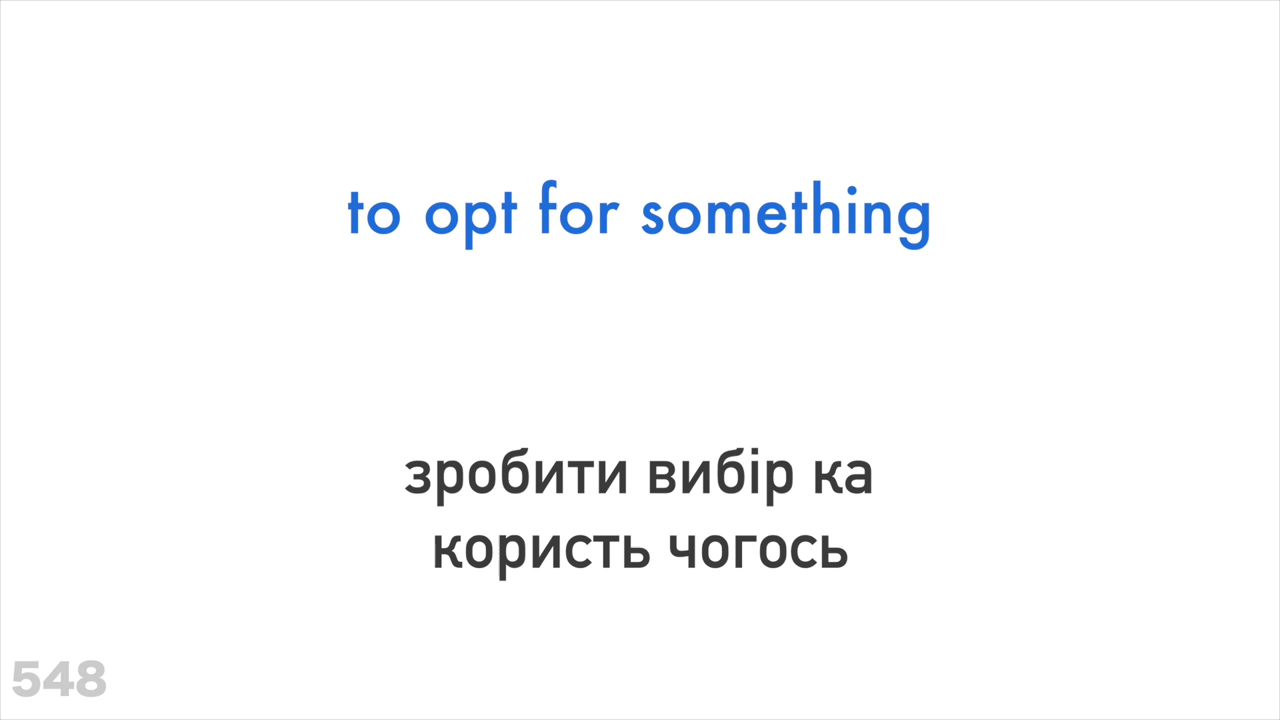 to opt for something
зробити вибір ка
користь чогось
548